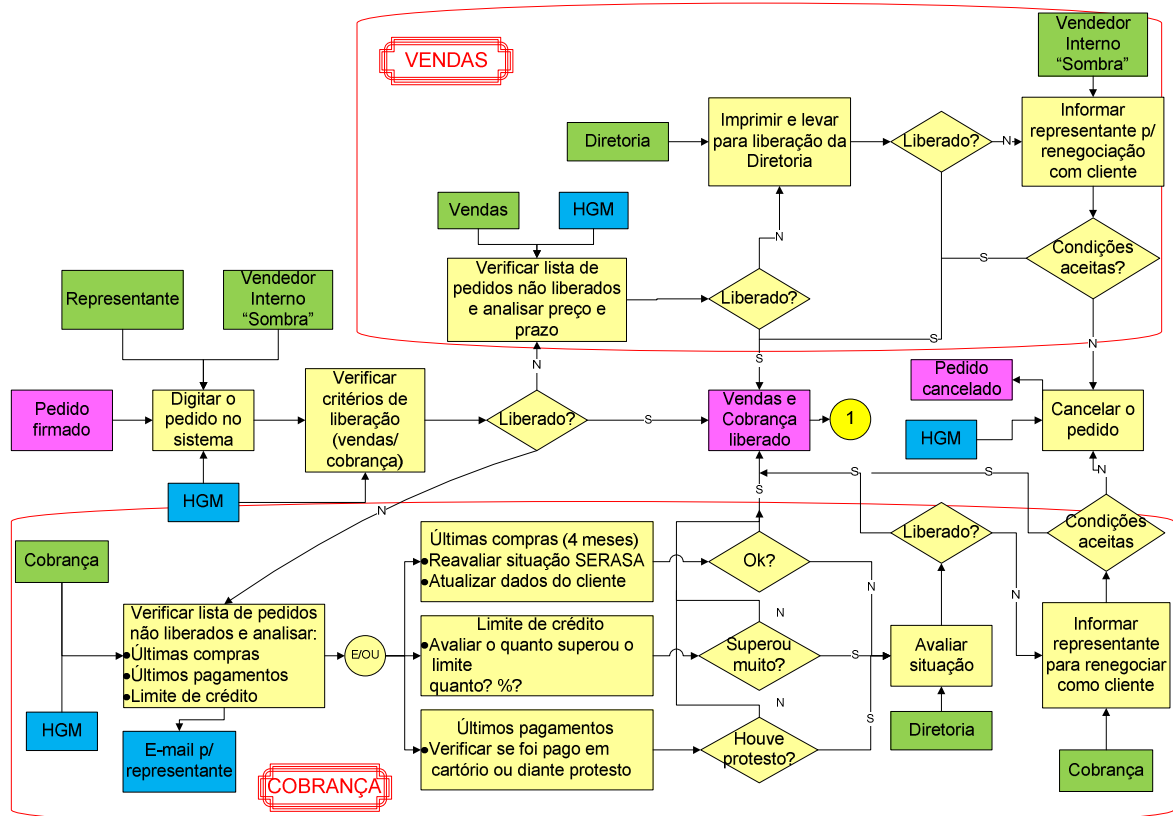 VENDAS
Vendedor
Interno
“Sombra”
Diretoria
Imprimir e levar
para liberação da
Diretoria
Liberado?
N
Informar
representante p/
renegociação
com cliente
Vendas
HGM
N
S
Condições
aceitas?
Verificar lista de
pedidos não liberados
e analisar preço e
prazo
Liberado?
Representante
Vendedor
Interno
“Sombra”
S
S
N
N
Pedido
firmado
Digitar o
pedido no
sistema
Verificar
critérios de
liberação
(vendas/
cobrança)
Liberado?
S
Vendas e
Cobrança
liberado
1
Pedido
cancelado
Cancelar o
pedido
HGM
HGM
N
S
S
S
N
Cobrança
Últimas compras (4 meses)
•Reavaliar situação SERASA
•Atualizar dados do cliente
Ok?
Liberado?
Condições
aceitas
N
N
Verificar lista de pedidos
não liberados e analisar:
•Últimas compras
•Últimos pagamentos
•Limite de crédito
E/OU
Limite de crédito
•Avaliar o quanto superou o
limite
quanto? %?
N
Superou
muito?
S
Avaliar
situação
Informar
representante
para renegociar
como cliente
HGM
E-mail p/
representante
Últimos pagamentos
•Verificar se foi pago em
cartório ou diante protesto
N
Houve
protesto?
S
Diretoria
Cobrança
COBRANÇA